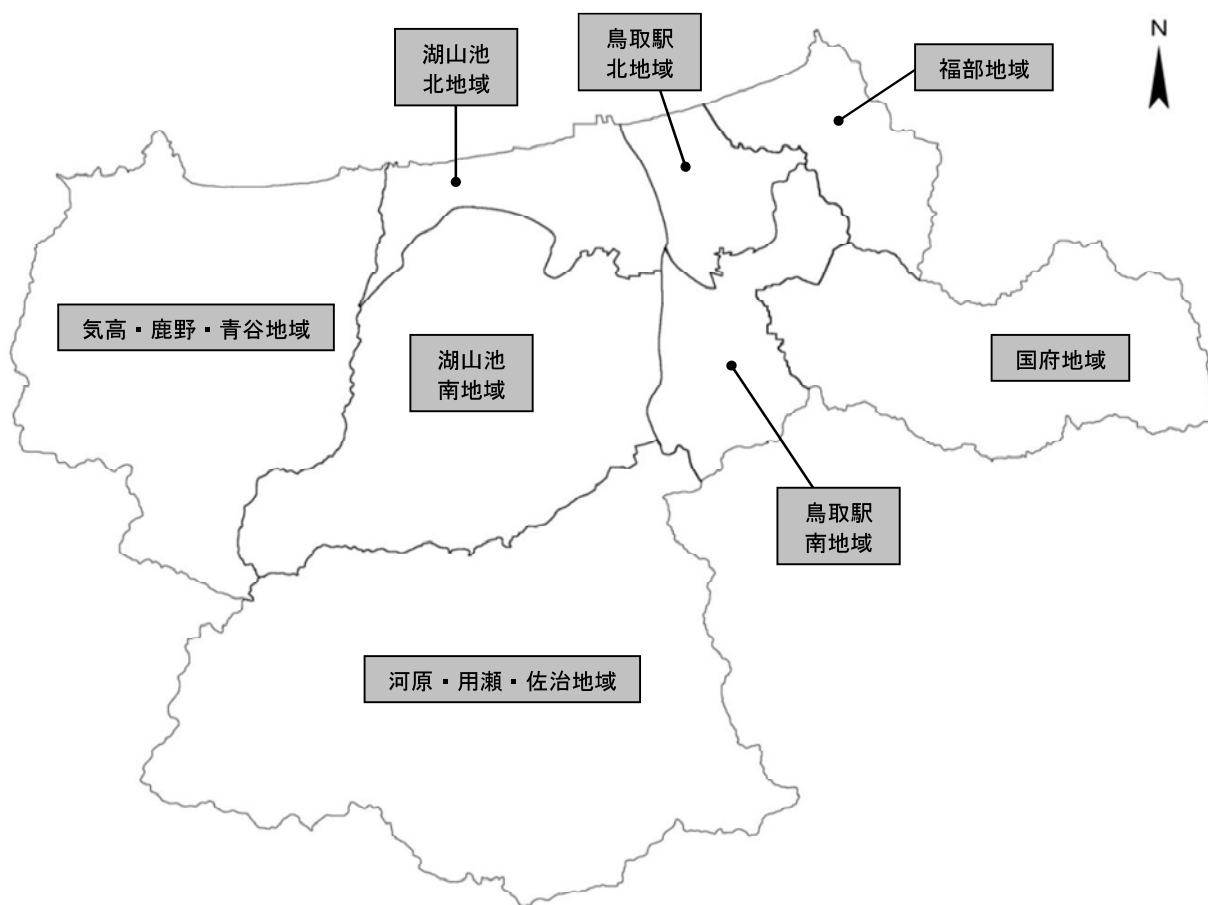 湖山池
北地域
鳥取駅
北地域
福部地域
N
気高・鹿野・青谷地域
湖山池
南地域
国府地域
鳥取駅
南地域
河原・用瀬・佐治地域